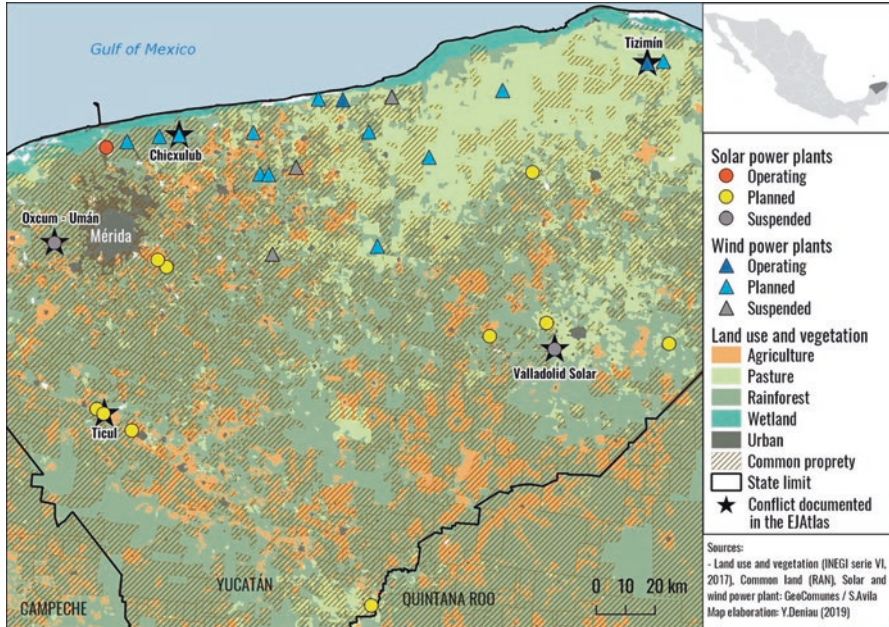 Gulf of Mexico
Tizimín
Chicxulub
Oxcum - Umán
Mérida
Valladolid Solar
Ticul
YUCATÁN
CAMPECHE
QUINTANA ROO
0 10 20 km
Solar power plants
Operating
Planned
Suspended
Wind power plants
Operating
Planned
Suspended
Land use and vegetation
Agriculture
Pasture
Rainforest
Wetland
Urban
Common proprety
State limit
Conflict documented
in the EJAtlas
Sources:
- Land use and vegetation (INEGI serie VI,
2017), Common land (RAN), Solar and
wind power plant: GeoComunes / S.Avila
Map elaboration: Y.Deniau (2019)